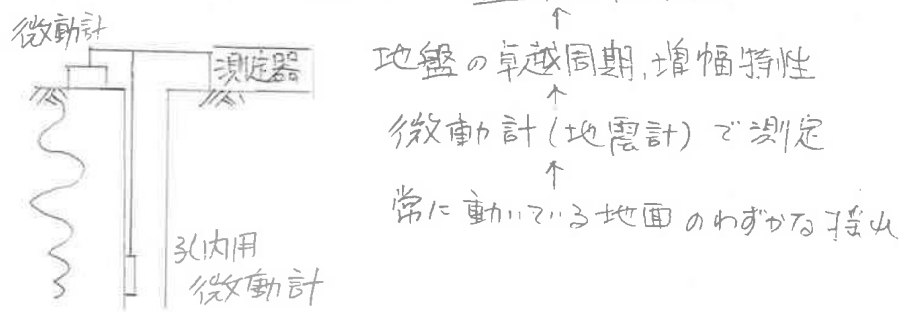 微動計
測定器
孔内用
微動計
↑
地盤の卓越周期、増幅特性
↑
微動計(地震計)で測定
↑
常に動いている地面のわずかな揺れ